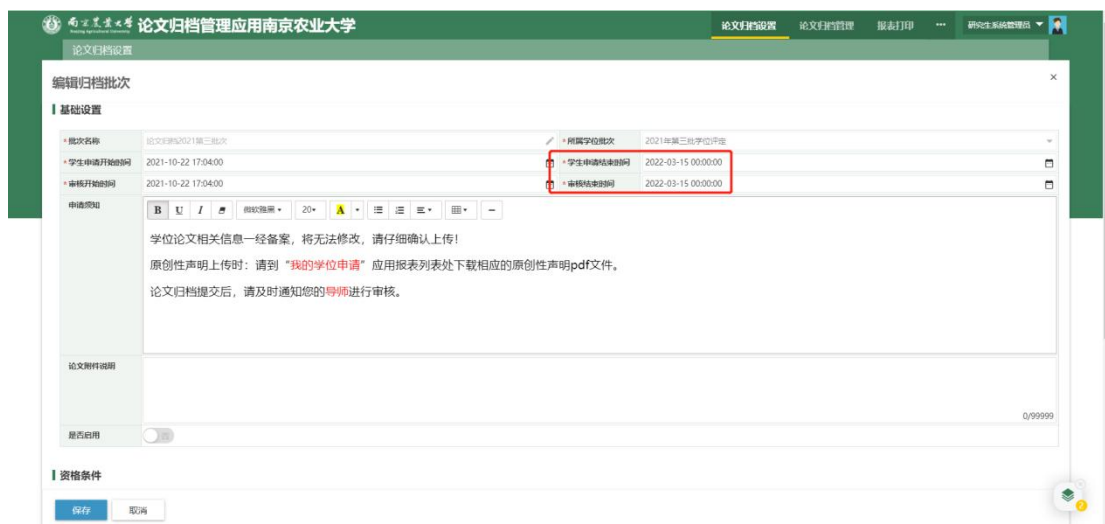 南京农业大学 论文归档管理应用南京农业大学 论文归档设置 论文归档管理 报表打印 ··· 研究生系统管理员
论文归档设置
编辑归档批次 ×
基础设置
*批次名称 论文归档2021第三批次 *所属学位批次 2021年第三批学位评定
*学生申请开始时间 2021-10-22 17:04:00 *学生申请结束时间 2022-03-15 00:00:00
*审核开始时间 2021-10-22 17:04:00 *审核结束时间 2022-03-15 00:00:00
申请须知 B U I 微软雅黑 20 A
学位论文相关信息一经备案，将无法修改，请仔细确认上传！
原创性声明上传时：请到“我的学位申请”应用报表列表处下载相应的原创性声明pdf文件。
论文归档提交后，请及时通知您的导师进行审核。
论文附件说明
0/99999
是否启用 否
资格条件
保存 取消
2